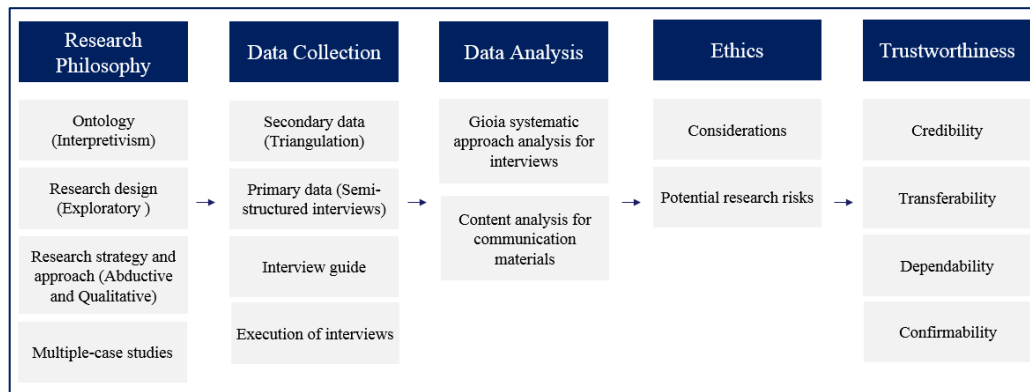 Research
Philosophy
Ontology
(Interpretivism)
Research design
(Exploratory )
Research strategy and
approach (Abductive
and Qualitative)
Multiple-case studies
Data Collection
Secondary data
(Triangulation)
Primary data (Semi-
structured interviews)
Interview guide
Execution of interviews
Data Analysis
Gioia systematic
approach analysis for
interviews
Content analysis for
communication
materials
Ethics
Considerations
Potential research risks
Trustworthiness
Credibility
Transferability
Dependability
Confirmability